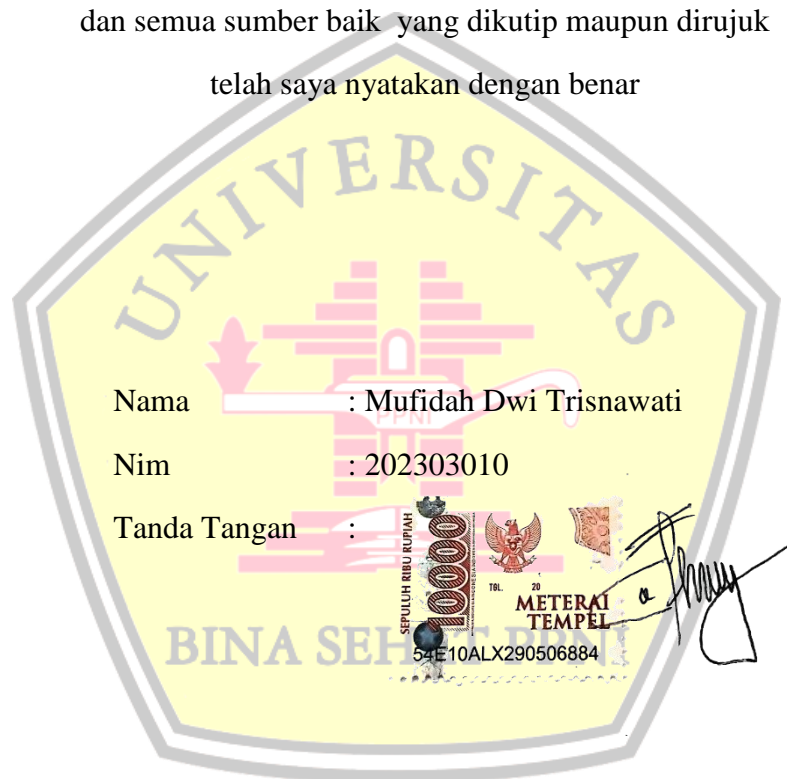 dan semua sumber baik yang dikutip maupun dirujuk
telah saya nyatakan dengan benar
UNIVERSITAS
Nama : Mufidah Dwi Trisnawati
PPNI
Nim : 202303010
Tanda Tangan :
SEPULUH RIBU RUPIAH
10000
TGL. 20
METERAI
TEMPEL
54E10ALX290506884
BINA SEHAT PPNI